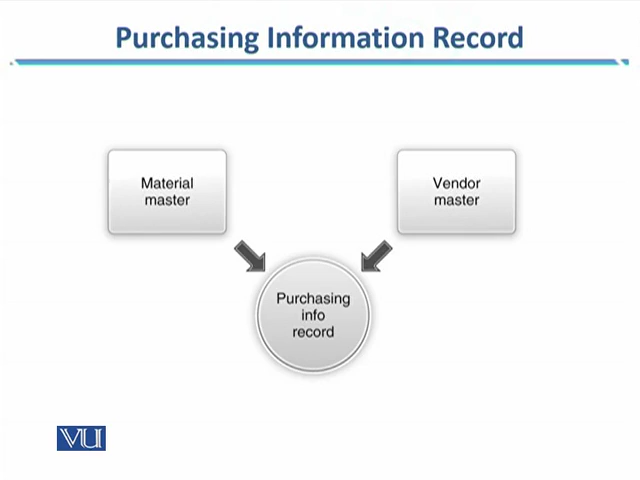 Purchasing Information Record
Material
master
Vendor
master
Purchasing
info
record
VU